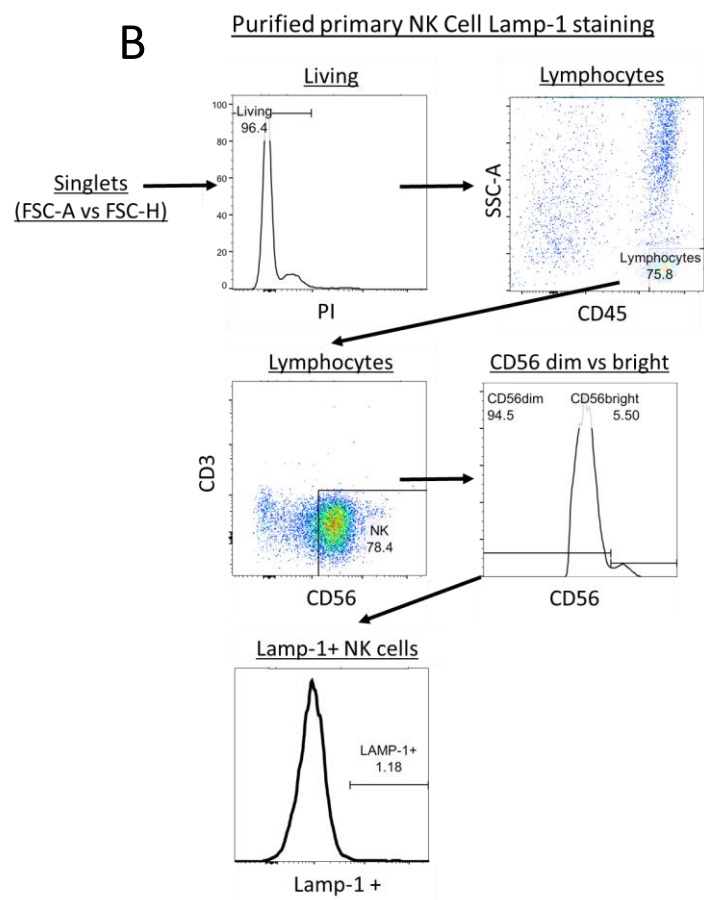 B
Purified primary NK Cell Lamp-1 staining
Living
Lymphocytes
Singlets
(FSC-A vs FSC-H)
100
80
60
40
20
0
Living
96.4
PI
SSC-A
Lymphocytes
75.8
CD45
Lymphocytes
CD56 dim vs bright
CD3
NK
78.4
CD56
CD56dim
94.5
CD56bright
5.50
CD56
Lamp-1+ NK cells
LAMP-1+
1.18
Lamp-1 +